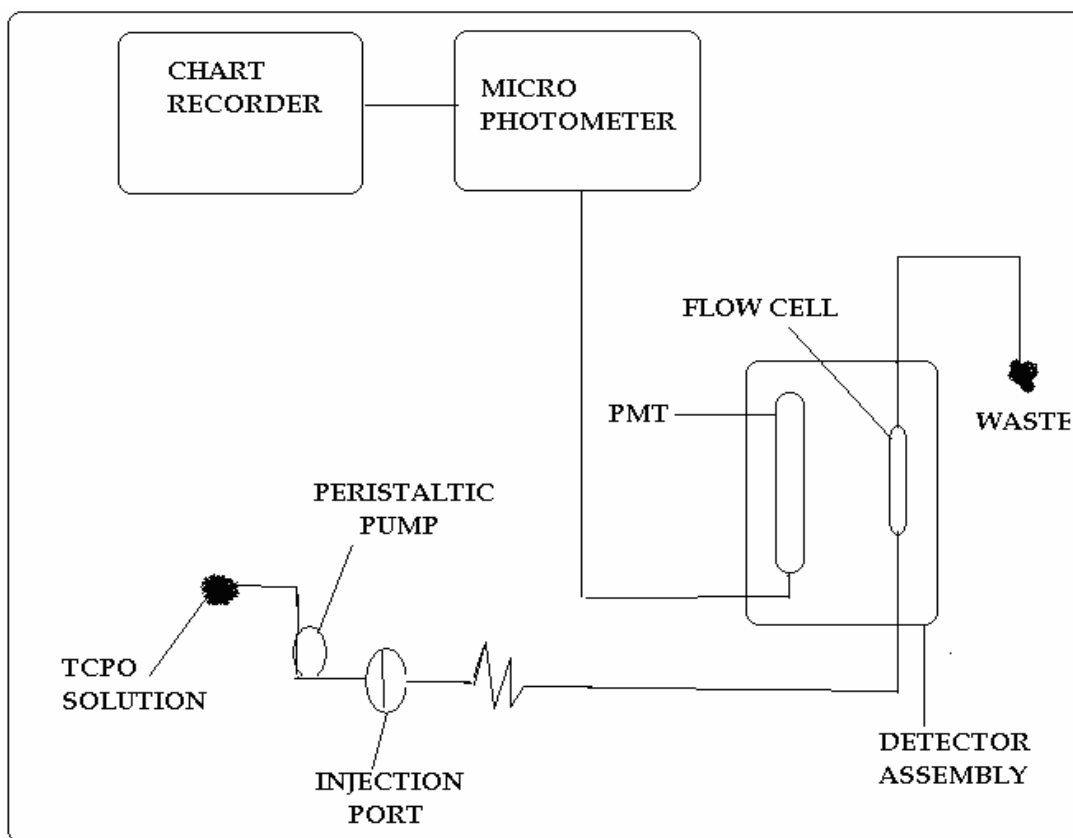 CHART
RECORDER
MICRO
PHOTOMETER
FLOW CELL
PMT
WASTE
PERISTALTIC
PUMP
TCPO
SOLUTION
INJECTION
PORT
DETECTOR
ASSEMBLY